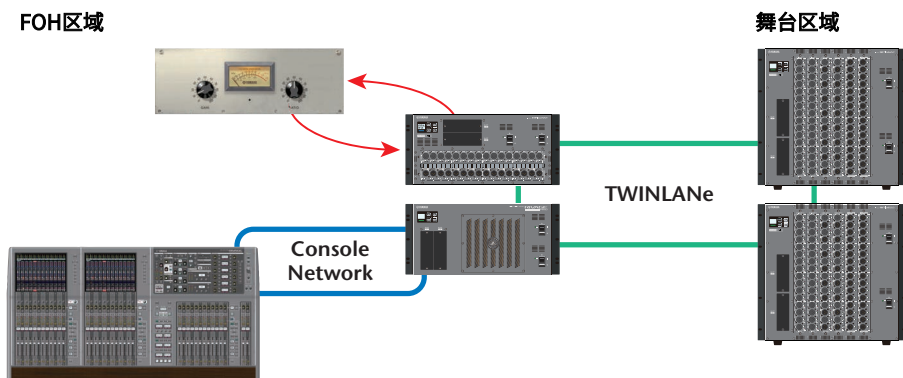 FOH区域
舞台区域
TWINLANe
Console
Network